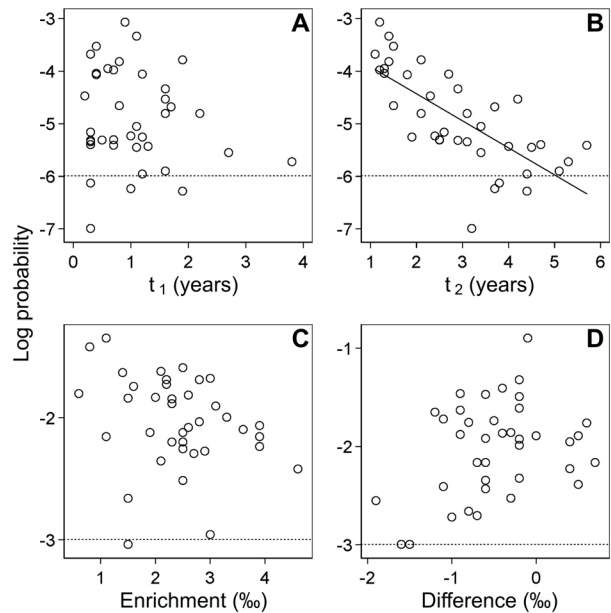 Log probability
A
-3
-4
-5
-6
-7
0 1 2 3 4
t 1 (years)
B
-3
-4
-5
-6
-7
1 2 3 4 5 6
t 2 (years)
C
-2
-3
1 2 3 4
Enrichment (‰)
D
-1
-2
-3
-2 -1 0
Difference (‰)